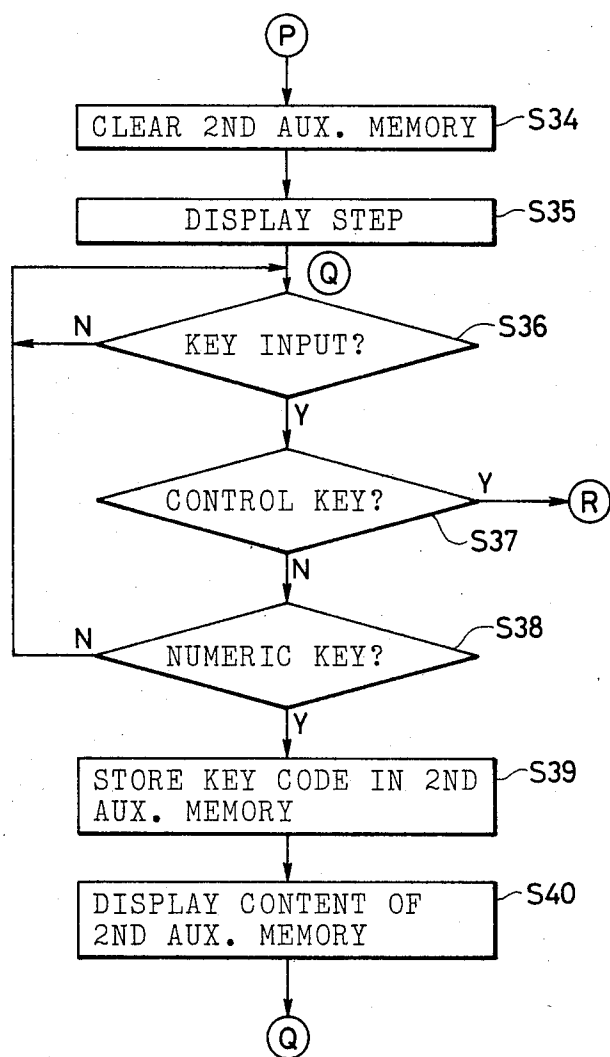 P
CLEAR 2ND AUX. MEMORY
S34
DISPLAY STEP
S35
Q
N
KEY INPUT?
S36
Y
CONTROL KEY?
Y
R
S37
N
N
NUMERIC KEY?
S38
Y
STORE KEY CODE IN 2ND
AUX. MEMORY
S39
DISPLAY CONTENT OF
2ND AUX. MEMORY
S40
Q